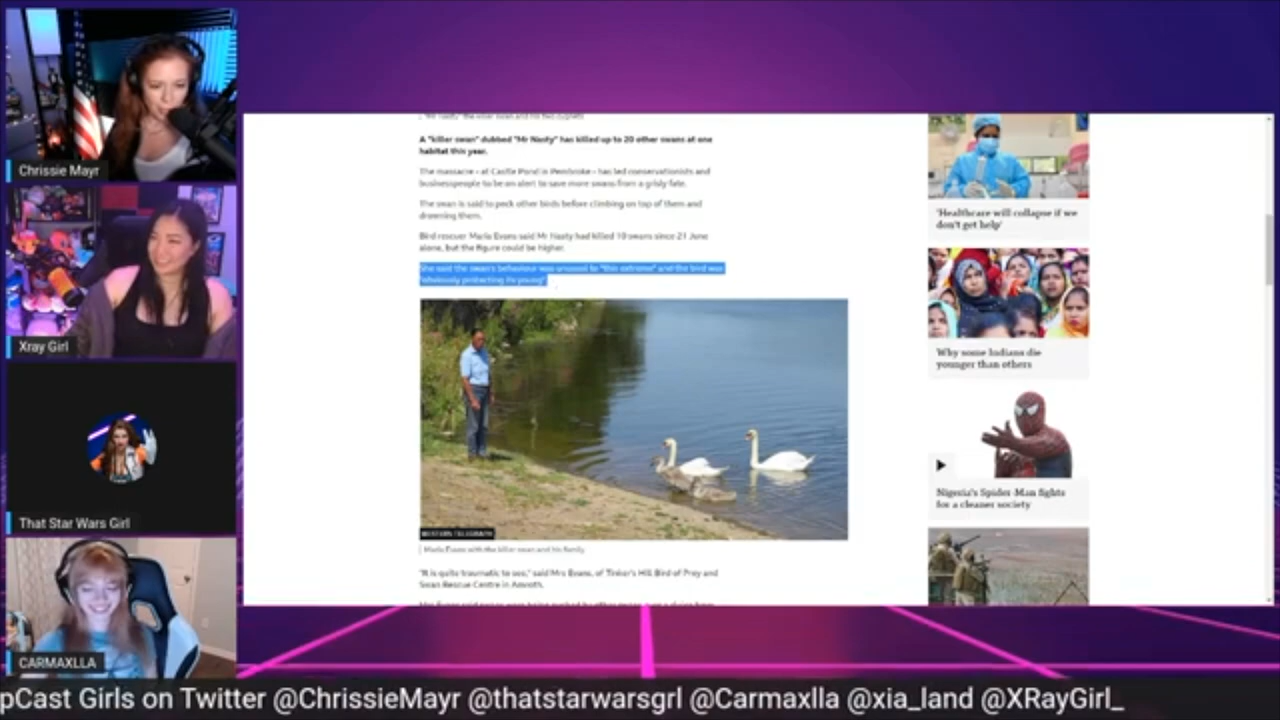 Chrissie Mayr
Xray Girl
That Star Wars Girl
CARMAXLLA
A "killer swan" dubbed "Mr Nasty" has killed up to 20 other swans at one
habitat this year.
The massacre - at Castle Pond in Pembroke - has led conservationists and
businesspeople to be on alert to save more swans from a grisly fate.
The swan is said to peck other birds before climbing on top of them and
drowning them.
Bird rescuer Maria Evans said Mr Nasty had killed 10 swans since 21 June
alone, but the figure could be higher.
She said the swan's behaviour was unusual to "this extreme" and the bird was
"obviously protecting its young".
WESTERN TELEGRAPH
Maria Evans with the killer swan and his family
"It is quite traumatic to see," said Mrs Evans, of Tinker's Hill Bird of Prey and
Swan Rescue Centre in Amroth.
'Healthcare will collapse if we
don't get help'
Why some Indians die
younger than others
Nigeria's Spider-Man fights
for a cleaner society
pCast Girls on Twitter @ChrissieMayr @thatstarwarsgrl @Carmaxlla @xia_land @XRayGirl_